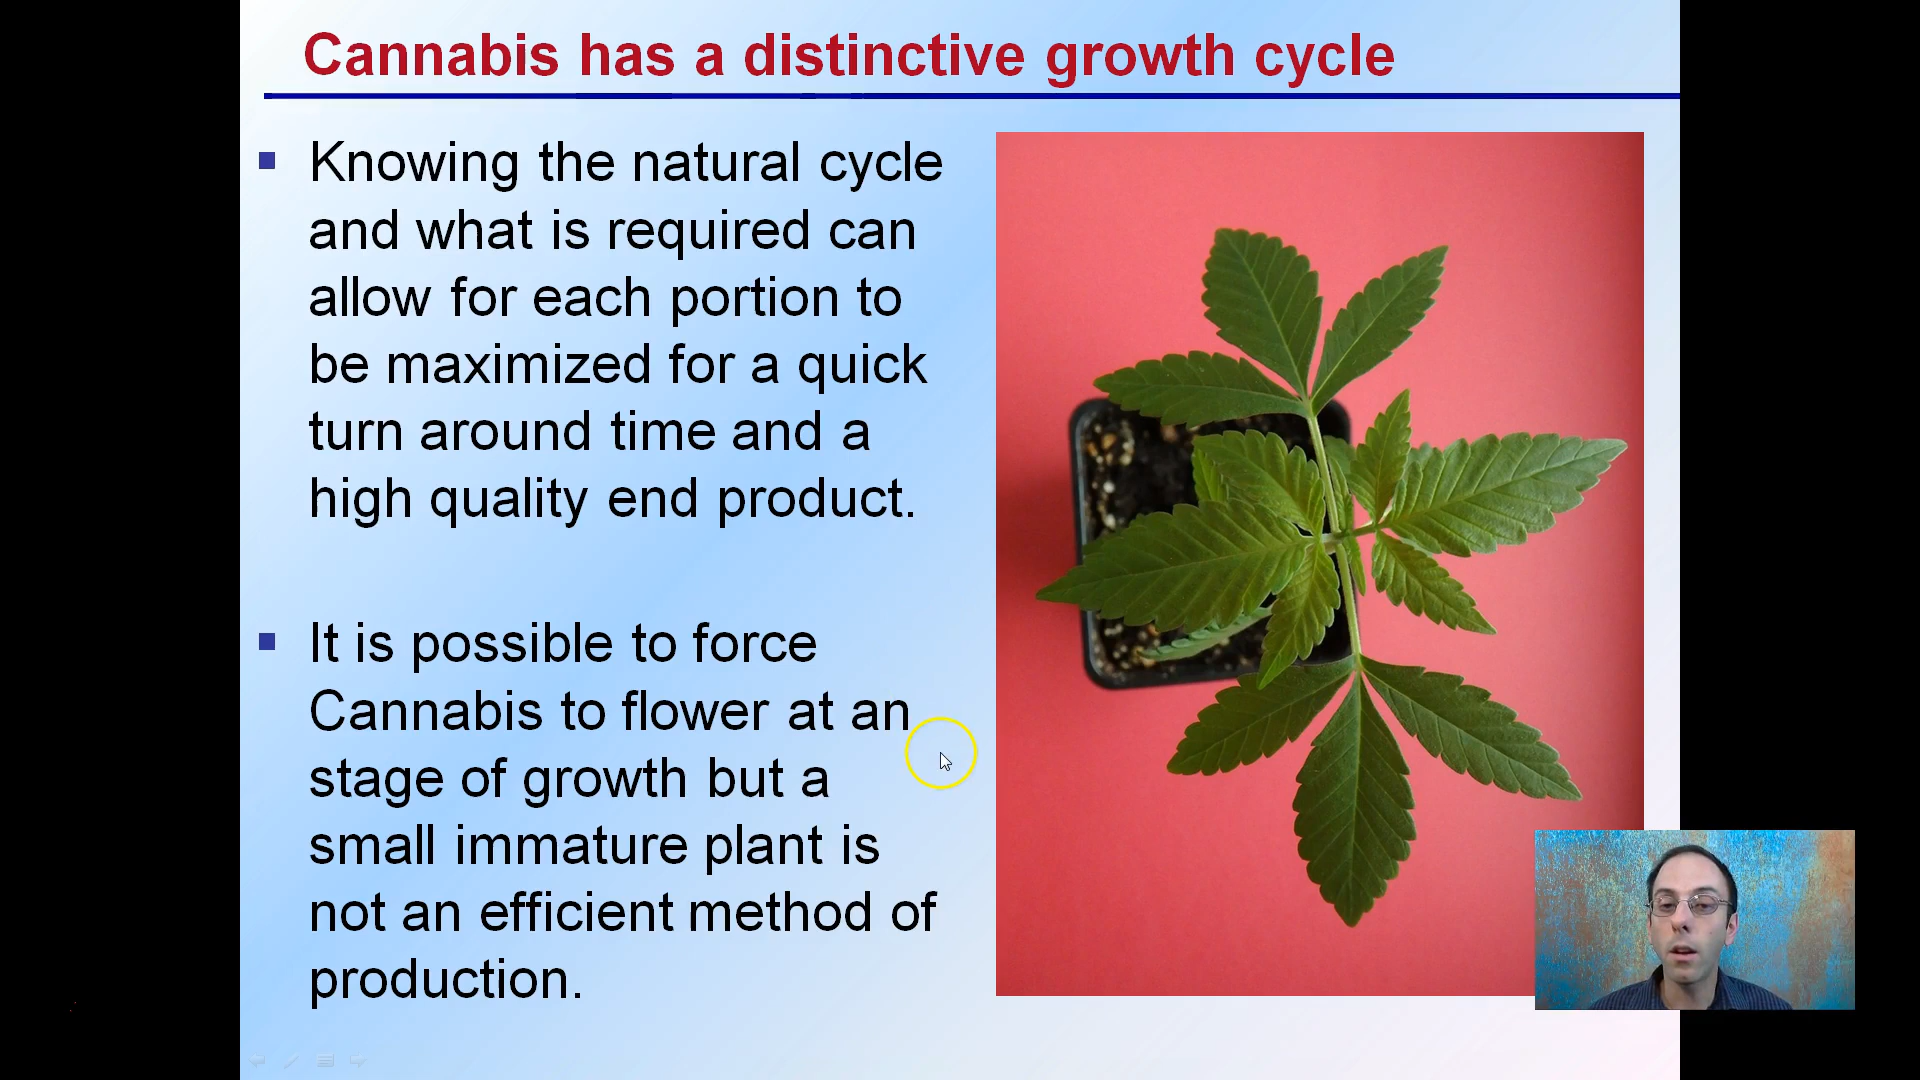 Cannabis has a distinctive growth cycle
Knowing the natural cycle
and what is required can
allow for each portion to
be maximized for a quick
turn around time and a
high quality end product.
It is possible to force
Cannabis to flower at an
stage of growth but a
small immature plant is
not an efficient method of
production.